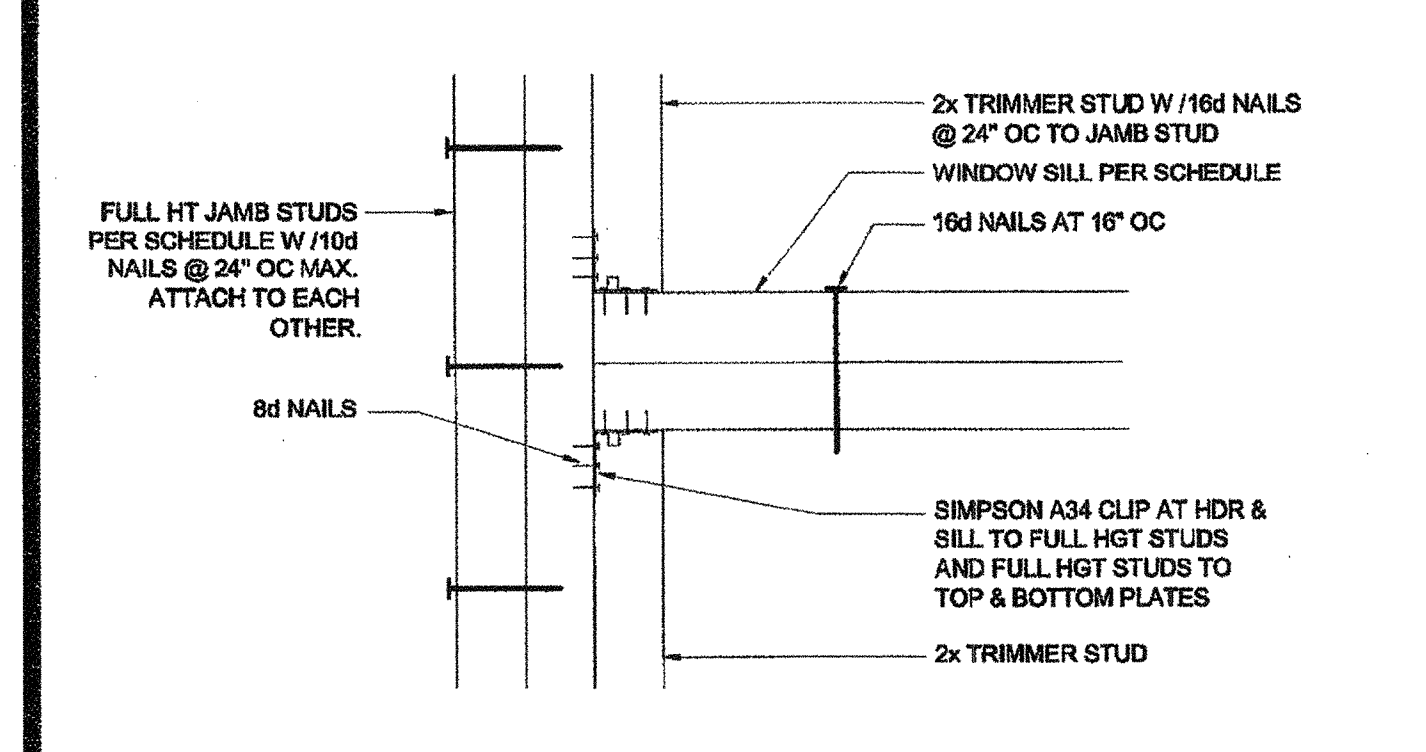 2x TRIMMER STUD W /16d NAILS
@ 24" OC TO JAMB STUD
WINDOW SILL PER SCHEDULE
16d NAILS AT 16" OC
FULL HT JAMB STUDS
PER SCHEDULE W /10d
NAILS @ 24" OC MAX.
ATTACH TO EACH
OTHER.
8d NAILS
SIMPSON A34 CLIP AT HDR &
SILL TO FULL HGT STUDS
AND FULL HGT STUDS TO
TOP & BOTTOM PLATES
2x TRIMMER STUD